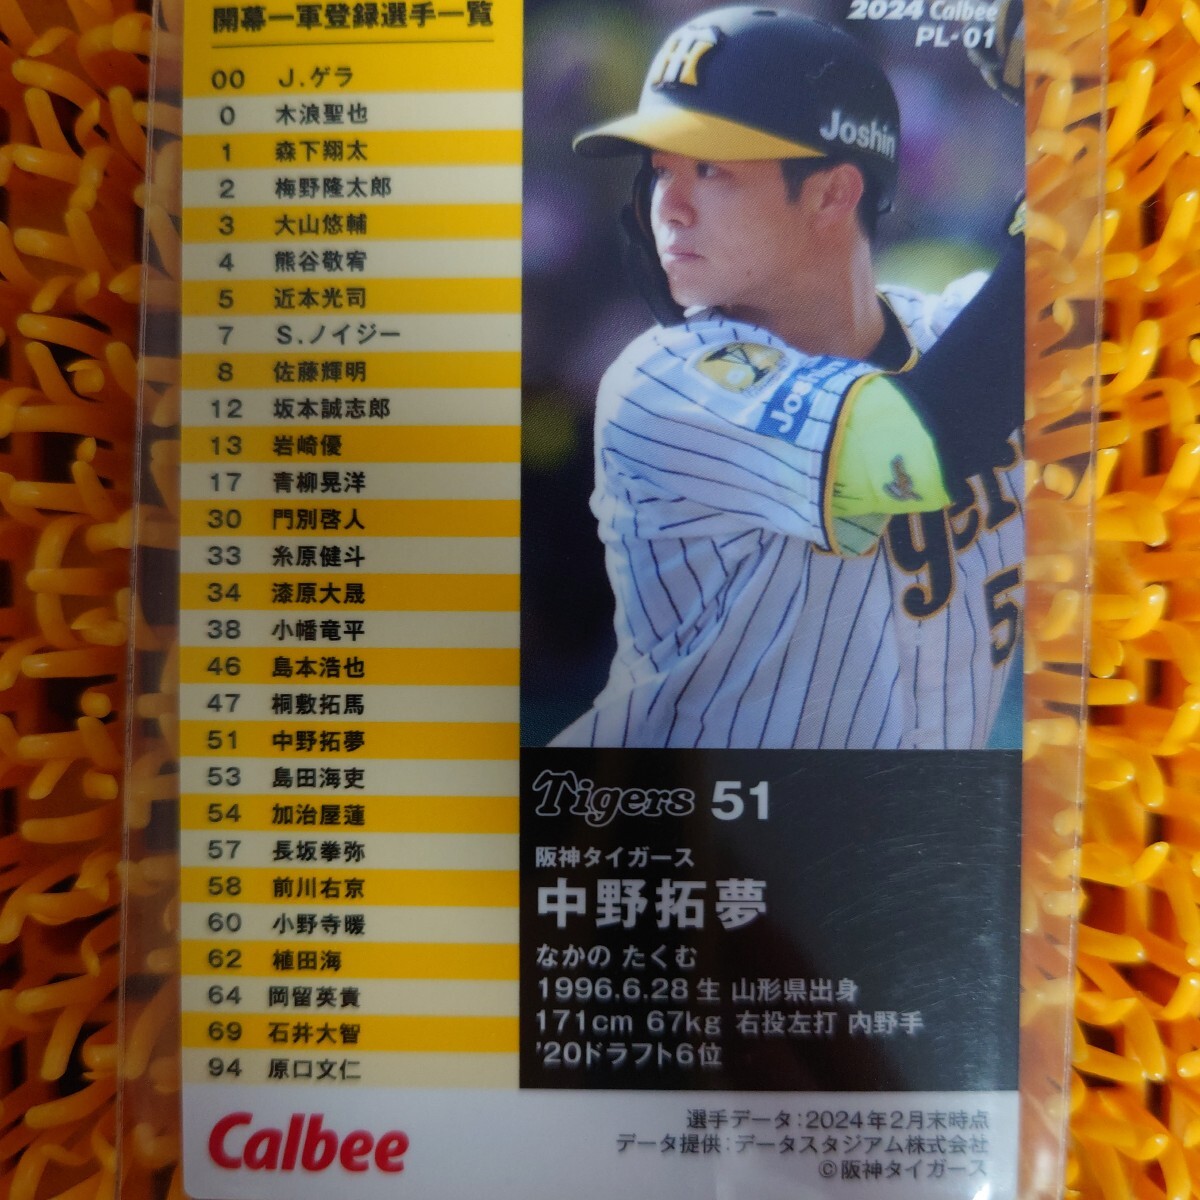 開幕一軍登録選手一覧
00 J.ゲラ
0 木浪聖也
1 森下翔太
2 梅野隆太郎
3 大山悠輔
4 熊谷敬宥
5 近本光司
7 S.ノイジー
8 佐藤輝明
12 坂本誠志郎
13 岩崎優
17 青柳晃洋
30 門別啓人
33 糸原健斗
34 漆原大晟
38 小幡竜平
46 島本浩也
47 桐敷拓馬
51 中野拓夢
53 島田海吏
54 加治屋蓮
57 長坂拳弥
58 前川右京
60 小野寺暖
62 植田海
64 岡留英貴
69 石井大智
94 原口文仁
2024 Calbee
PL-01
Joshin
Joshin
5
Tigers 51
阪神タイガース
中野拓夢
なかの たくむ
1996.6.28生 山形県出身
171cm 67kg 右投左打 内野手
'20ドラフト6位
Calbee
選手データ:2024年2月末時点
データ提供:データスタジアム株式会社
©阪神タイガース